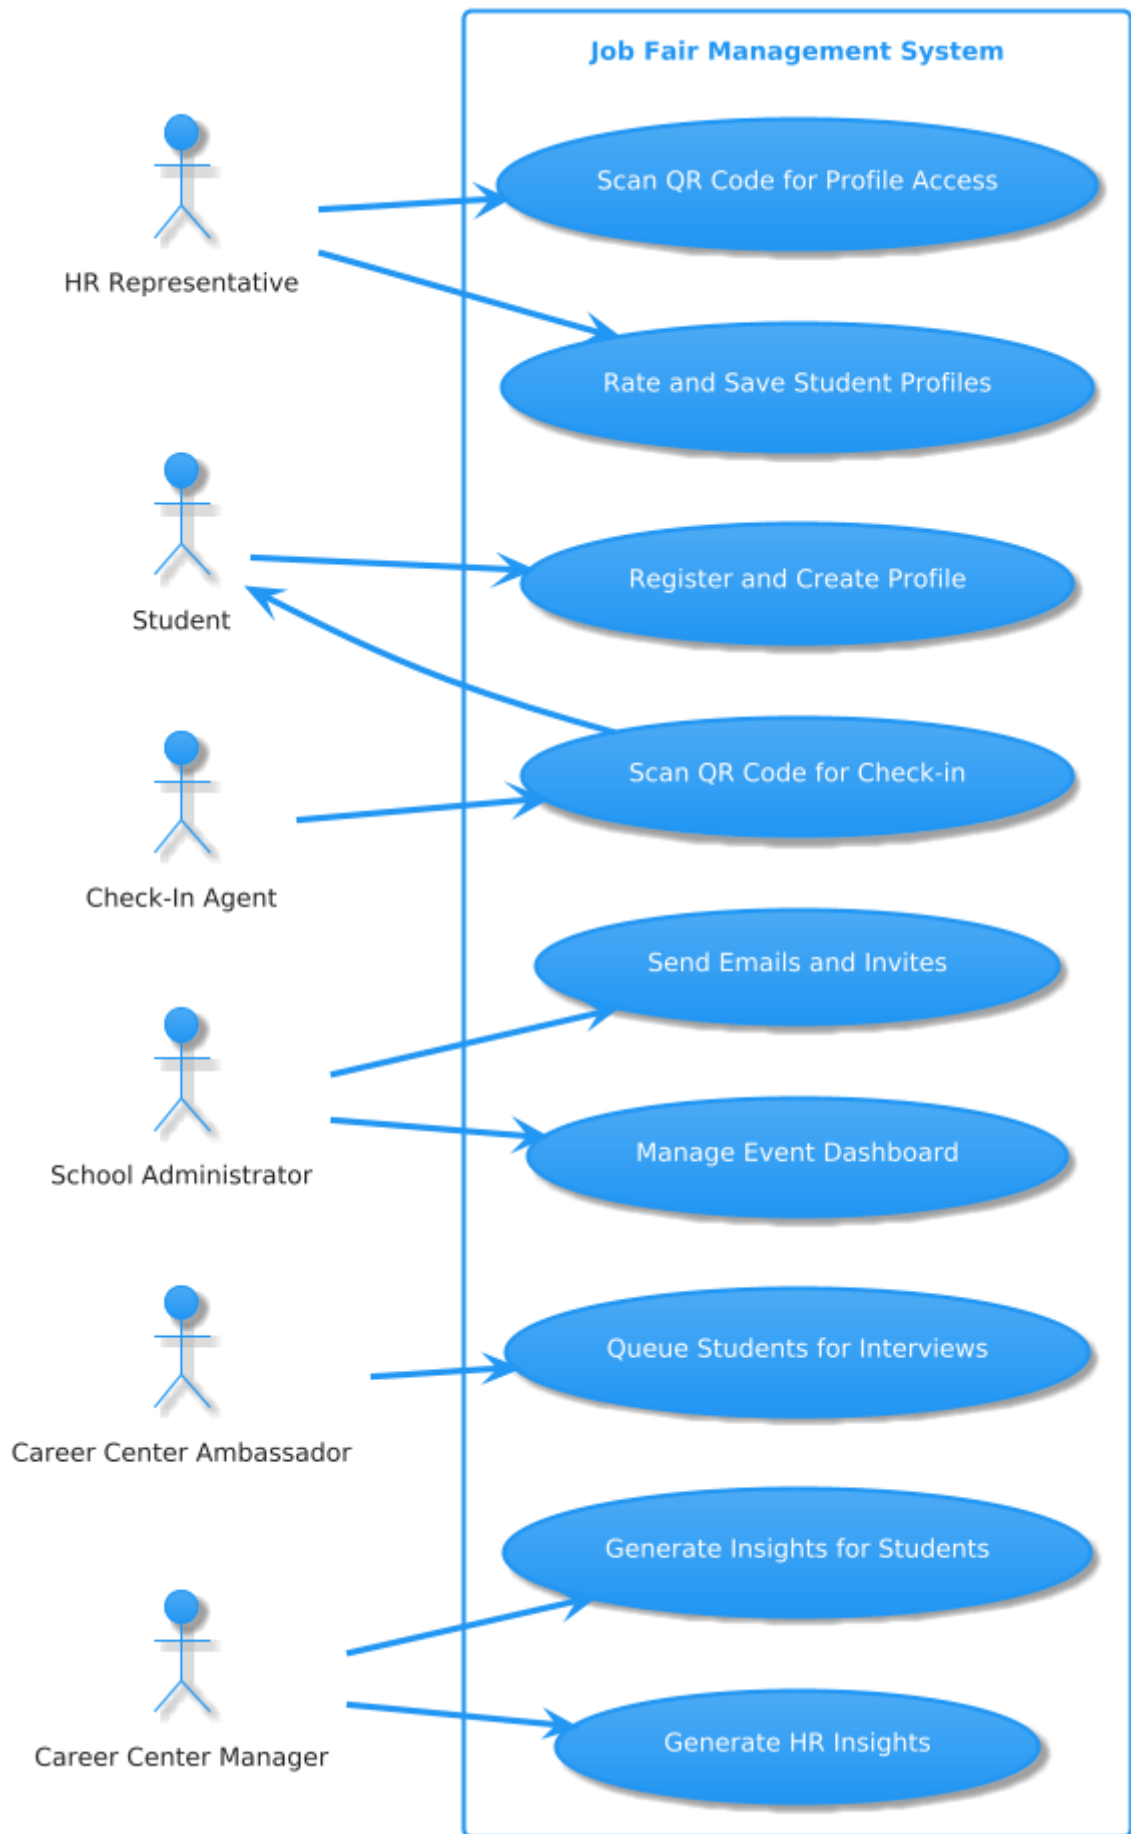 Job Fair Management System
Scan QR Code for Profile Access
HR Representative
Rate and Save Student Profiles
Register and Create Profile
Student
Scan QR Code for Check-in
Check-In Agent
Send Emails and Invites
Manage Event Dashboard
School Administrator
Queue Students for Interviews
Career Center Ambassador
Generate Insights for Students
Generate HR Insights
Career Center Manager